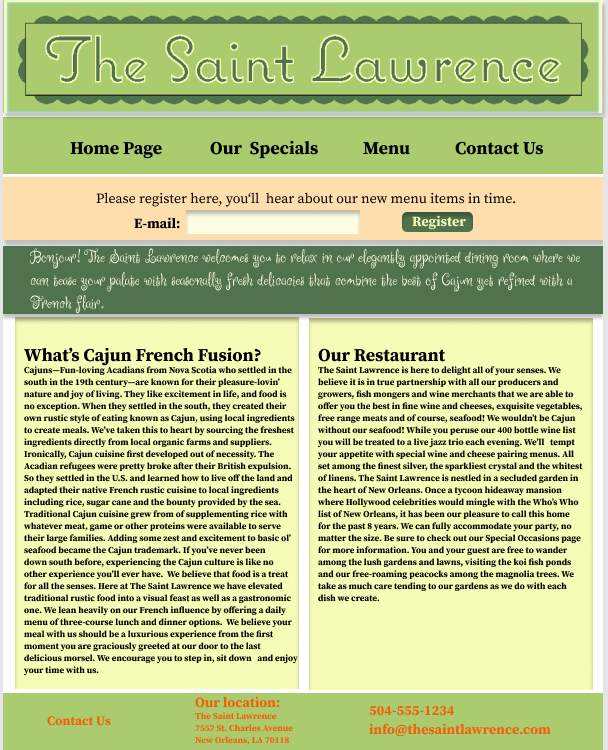 The Saint Lawrence
Home Page Our Specials Menu Contact Us
Please register here, you'll hear about our new menu items in time.
E-mail: Register
Bonjour! The Saint Lawrence welcomes you to relax in our elegantly appointed dining room where we
can tease your palate with seasonally fresh delicacies that combine the best of Cajun yet refined with a
French flair.
What's Cajun French Fusion?
Cajuns—Fun-loving Acadians from Nova Scotia who settled in the
south in the 19th century—are known for their pleasure-lovin'
nature and joy of living. They like excitement in life, and food is
no exception. When they settled in the south, they created their
own rustic style of eating known as Cajun, using local ingredients
to create meals. We've taken this to heart by sourcing the freshest
ingredients directly from local organic farms and suppliers.
Ironically, Cajun cuisine first developed out of necessity. The
Acadian refugees were pretty broke after their British expulsion.
So they settled in the U.S. and learned how to live off the land and
adapted their native French rustic cuisine to local ingredients
including rice, sugar cane and the bounty provided by the sea.
Traditional Cajun cuisine grew from of supplementing rice with
whatever meat, game or other proteins were available to serve
their large families. Adding some zest and excitement to basic ol'
seafood became the Cajun trademark. If you've never been
down south before, experiencing the Cajun culture is like no
other experience you'll ever have. We believe that food is a treat
for all the senses. Here at The Saint Lawrence we have elevated
traditional rustic food into a visual feast as well as a gastronomic
one. We lean heavily on our French influence by offering a daily
menu of three-course lunch and dinner options. We believe your
meal with us should be a luxurious experience from the first
moment you are graciously greeted at our door to the last
delicious morsel. We encourage you to step in, sit down and enjoy
your time with us.
Our Restaurant
The Saint Lawrence is here to delight all of your senses. We
believe it is in true partnership with all our producers and
growers, fish mongers and wine merchants that we are able to
offer you the best in fine wine and cheeses, exquisite vegetables,
free range meats and of course, seafood! We wouldn't be Cajun
without our seafood! While you peruse our 400 bottle wine list
you will be treated to a live jazz trio each evening. We'll tempt
your appetite with special wine and cheese pairing menus. All
set among the finest silver, the sparkliest crystal and the whitest
of linens. The Saint Lawrence is nestled in a secluded garden in
the heart of New Orleans. Once a tycoon hideaway mansion
where Hollywood celebrities would mingle with the Who's Who
list of New Orleans, it has been our pleasure to call this home
for the past 8 years. We can fully accommodate your party, no
matter the size. Be sure to check out our Special Occasions page
for more information. You and your guest are free to wander
among the lush gardens and lawns, visiting the koi fish ponds
and our free-roaming peacocks among the magnolia trees. We
take as much care tending to our gardens as we do with each
dish we create.
Contact Us
Our location:
The Saint Lawrence
7557 St. Charles Avenue
New Orleans, LA 70118
504-555-1234
info@thesaintlawrence.com